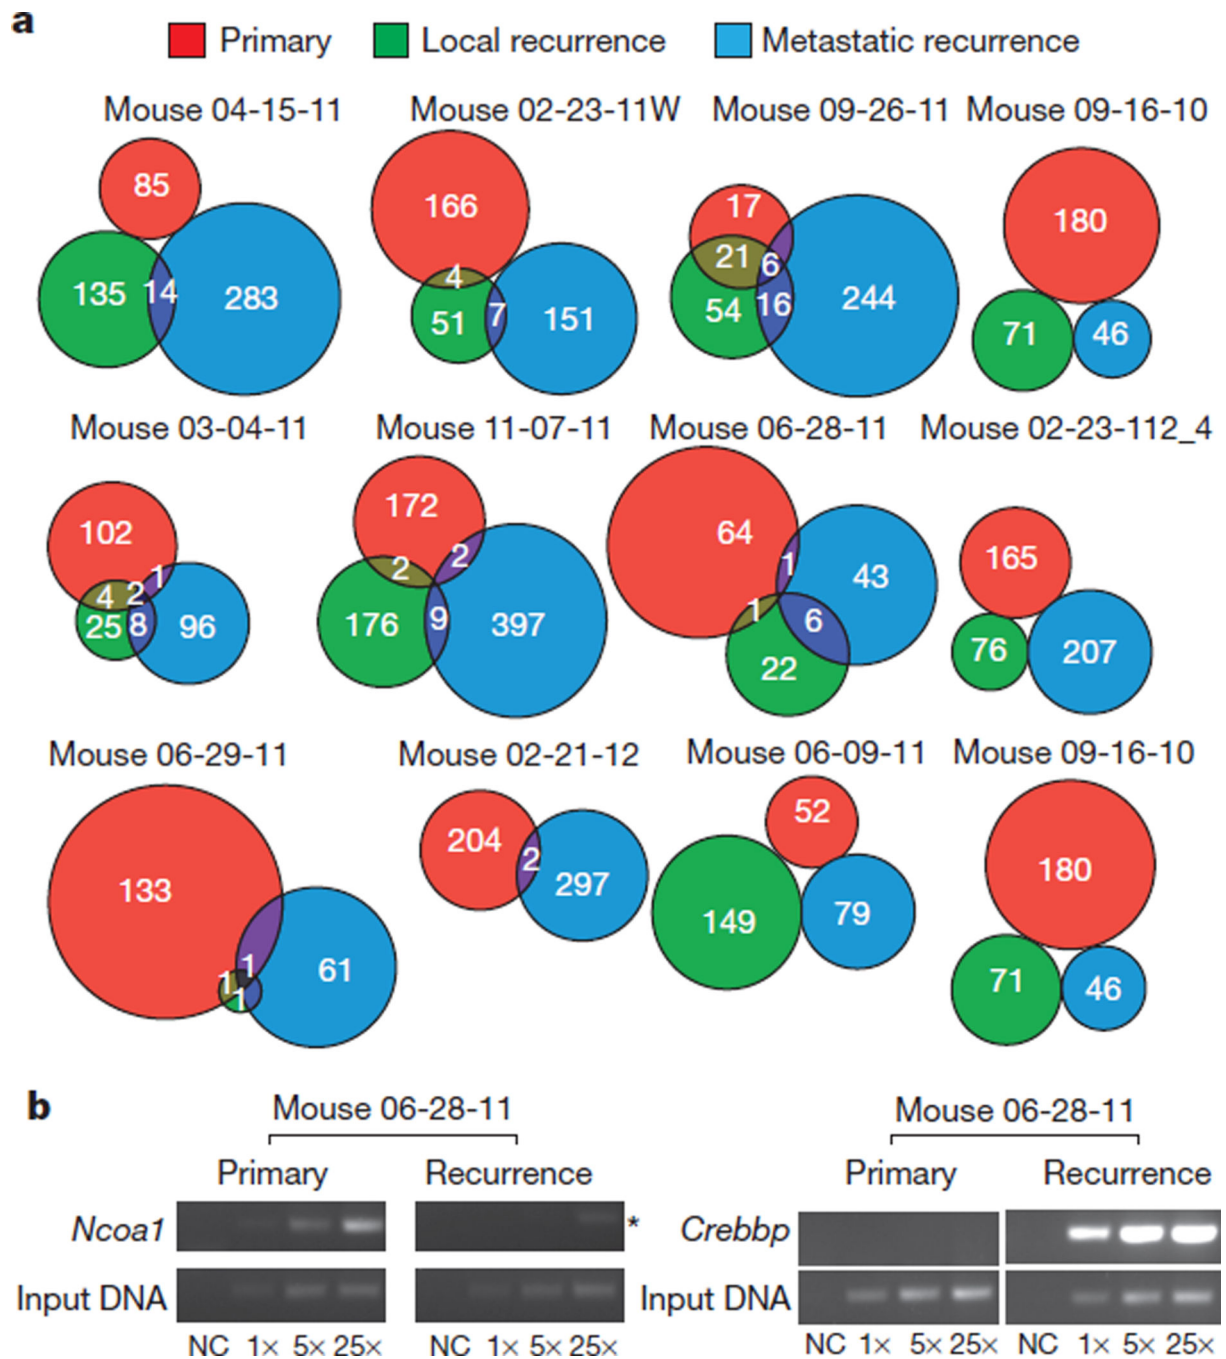 a
Primary Local recurrence Metastatic recurrence
Mouse 04-15-11 Mouse 02-23-11W Mouse 09-26-11 Mouse 09-16-10
85
135 14 283
166
4
51 7 151
17
21 6
54 16 244
180
71 46
Mouse 03-04-11 Mouse 11-07-11 Mouse 06-28-11 Mouse 02-23-112_4
102
1
4 2
25 8 96
172
2 2
176 9 397
64
1 43
1 6
22
165
76 207
Mouse 06-29-11 Mouse 02-21-12 Mouse 06-09-11 Mouse 09-16-10
133
1
1 61
1
204
2
297
52
149 79
180
71 46
b
Mouse 06-28-11 Mouse 06-28-11
Primary Recurrence Primary Recurrence
Ncoa1 * Crebbp
Input DNA Input DNA
NC 1× 5× 25× NC 1× 5× 25× NC 1× 5× 25× NC 1× 5× 25×